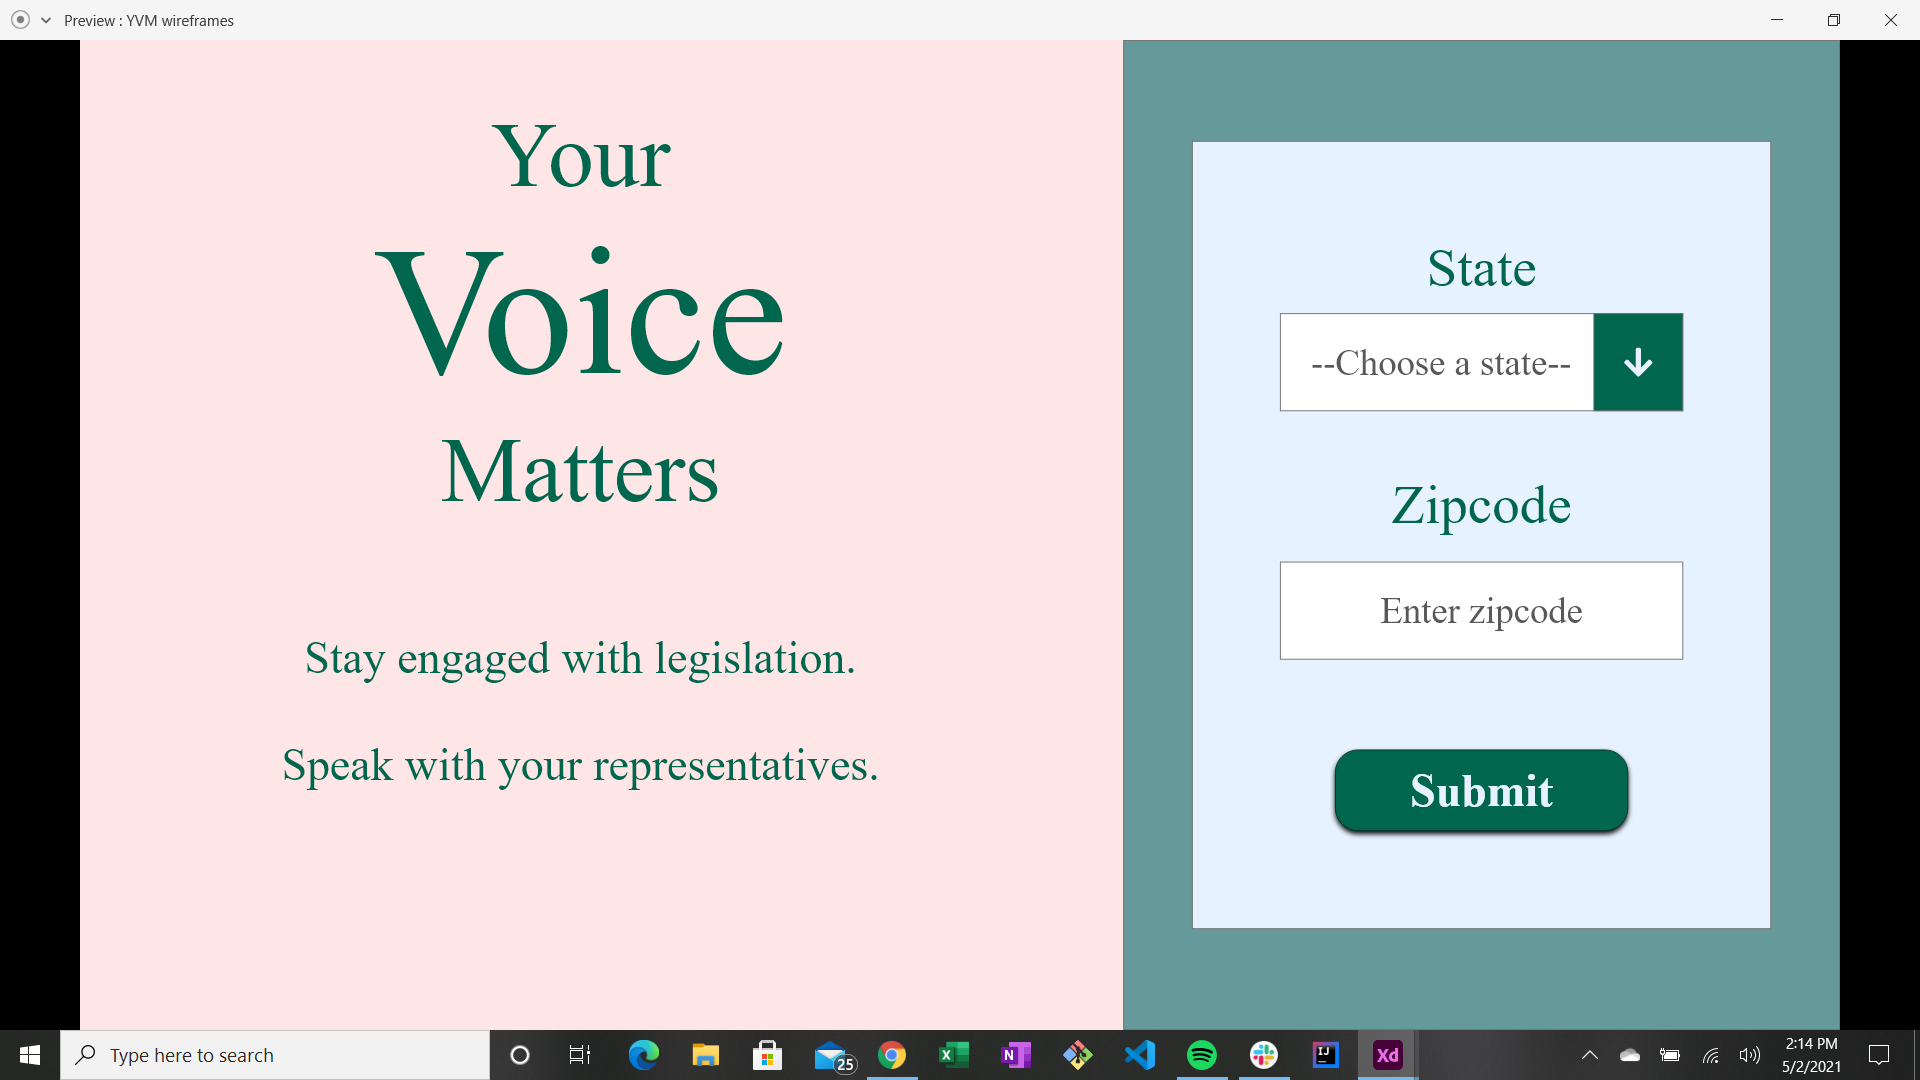 Preview : YVM wireframes
Your
Voice
Matters
Stay engaged with legislation.
Speak with your representatives.
State
--Choose a state--
Zipcode
Enter zipcode
Submit
Type here to search
25
X
N
IJ
Xd
2:14 PM
5/2/2021